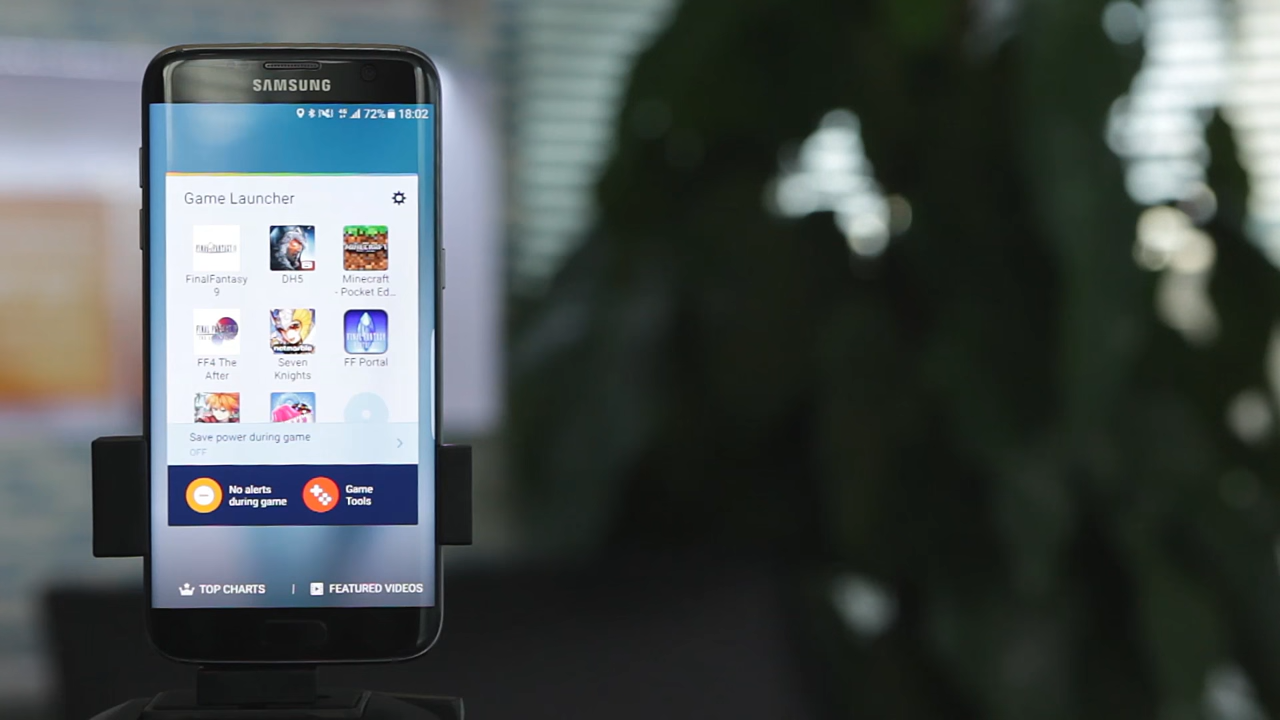 SAMSUNG
72% 18:02
Game Launcher
FinalFantasy
9
DH5
Minecraft
- Pocket Ed...
FF4 The
After
Seven
Knights
FF Portal
Save power during game
OFF
No alerts
during game
Game
Tools
TOP CHARTS | FEATURED VIDEOS